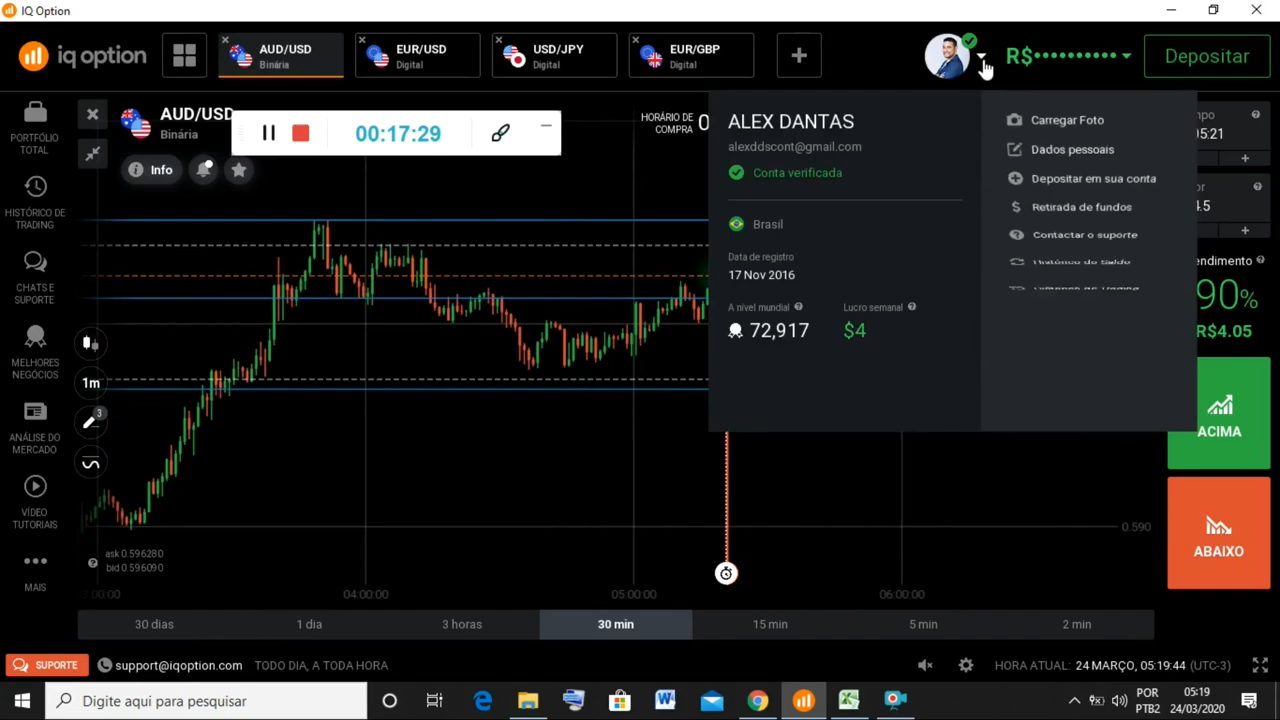 IQ Option
iq option
AUD/USD
Binária
EUR/USD
Digital
USD/JPY
Digital
EUR/GBP
Digital
R$••••••••••
Depositar
PORTFÓLIO
TOTAL
HISTÓRICO DE
TRADING
CHATS E
SUPORTE
MELHORES
NEGÓCIOS
ANÁLISE DO
MERCADO
VÍDEO
TUTORIAIS
MAIS
AUD/USD
Binária
Info
00:17:29
HORÁRIO DE
COMPRA
1m
3
ask 0.596280
bid 0.596090
ALEX DANTAS
alexddscont@gmail.com
Conta verificada
Brasil
Data de registro
17 Nov 2016
A nível mundial
72,917
Lucro semanal
$4
Carregar Foto
Dados pessoais
Depositar em sua conta
Retirada de fundos
Contactar o suporte
05:21
90%
R$4.05
ACIMA
ABAIXO
0.590
04:00:00
05:00:00
06:00:00
30 dias
1 dia
3 horas
30 min
15 min
5 min
2 min
SUPORTE
support@iqoption.com
TODO DIA, A TODA HORA
HORA ATUAL: 24 MARÇO, 05:19:44 (UTC-3)
Digite aqui para pesquisar
POR
PTB2
05:19
24/03/2020